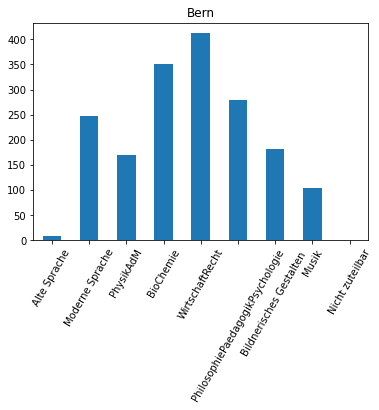 Bern
400
350
300
250
200
150
100
50
0
Alte Sprache
Moderne Sprache
PhysikAdM
BioChemie
WirtschaftRecht
PhilosophiePaedagogikPsychologie
Bildnerisches Gestalten
Musik
Nicht zuteilbar